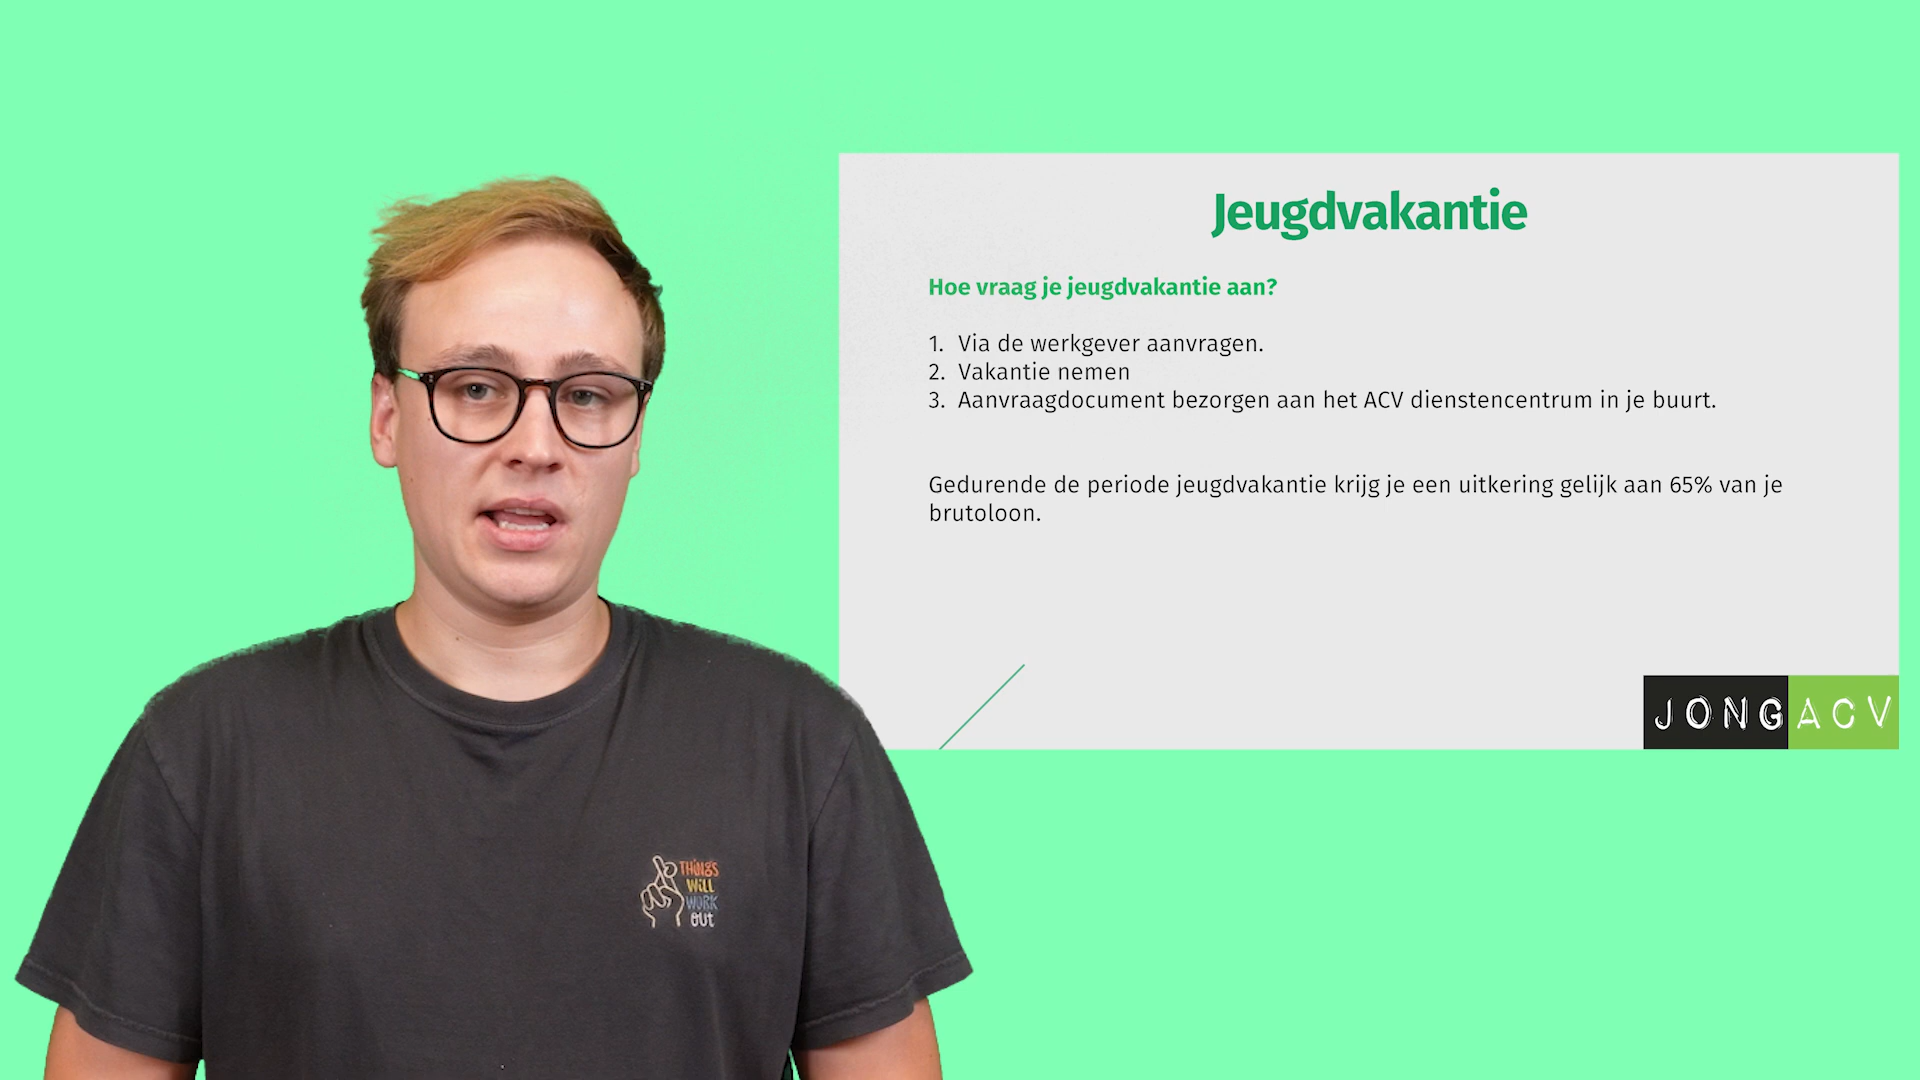 Jeugdvakantie
Hoe vraag je jeugdvakantie aan?
1. Via de werkgever aanvragen.
2. Vakantie nemen
3. Aanvraagdocument bezorgen aan het ACV dienstencentrum in je buurt.
Gedurende de periode jeugdvakantie krijg je een uitkering gelijk aan 65% van je
brutoloon.
JONGACV
THINGS
WILL
WORK
OUT